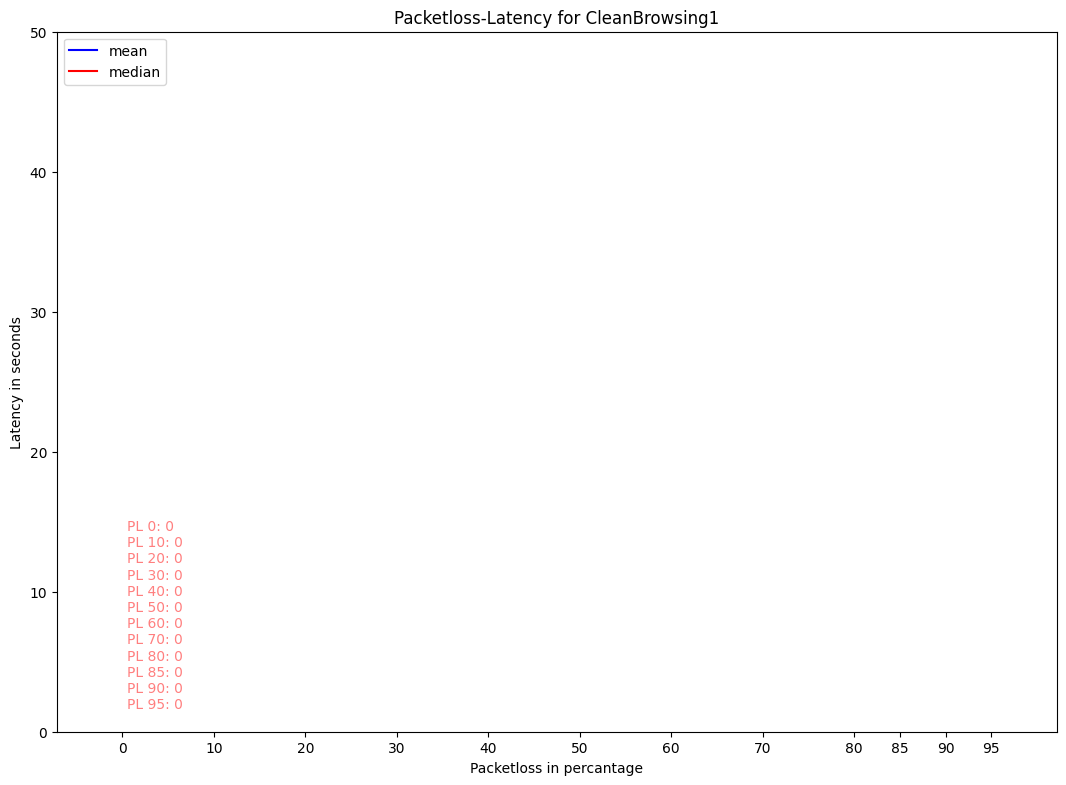 Packetloss-Latency for CleanBrowsing1
50
mean
median
40
30
Latency in seconds
20
PL 0: 0
PL 10: 0
PL 20: 0
PL 30: 0
10
PL 40: 0
PL 50: 0
PL 60: 0
PL 70: 0
PL 80: 0
PL 85: 0
PL 90: 0
PL 95: 0
0
0 10 20 30 40 50 60 70 80 85 90 95
Packetloss in percantage